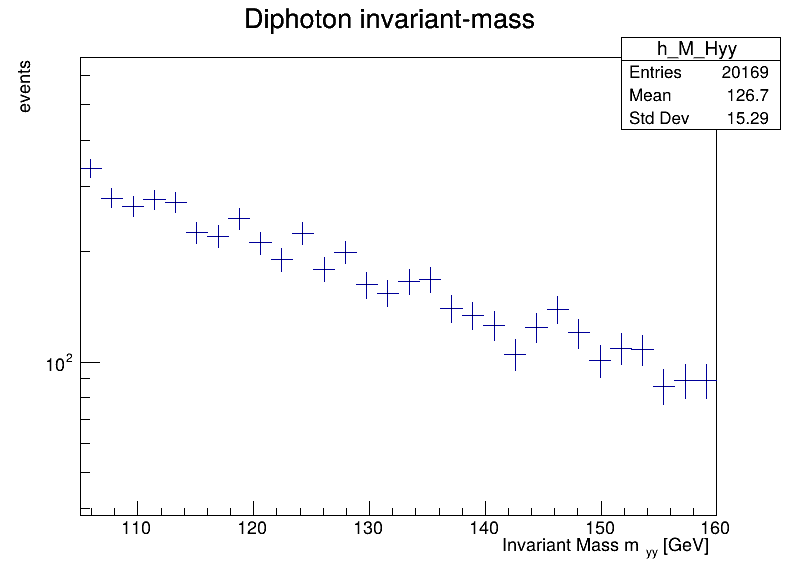 Diphoton invariant-mass
h_M_Hyy
Entries 20169
Mean 126.7
Std Dev 15.29
events
10²
110 120 130 140 150 160
Invariant Mass m yy [GeV]